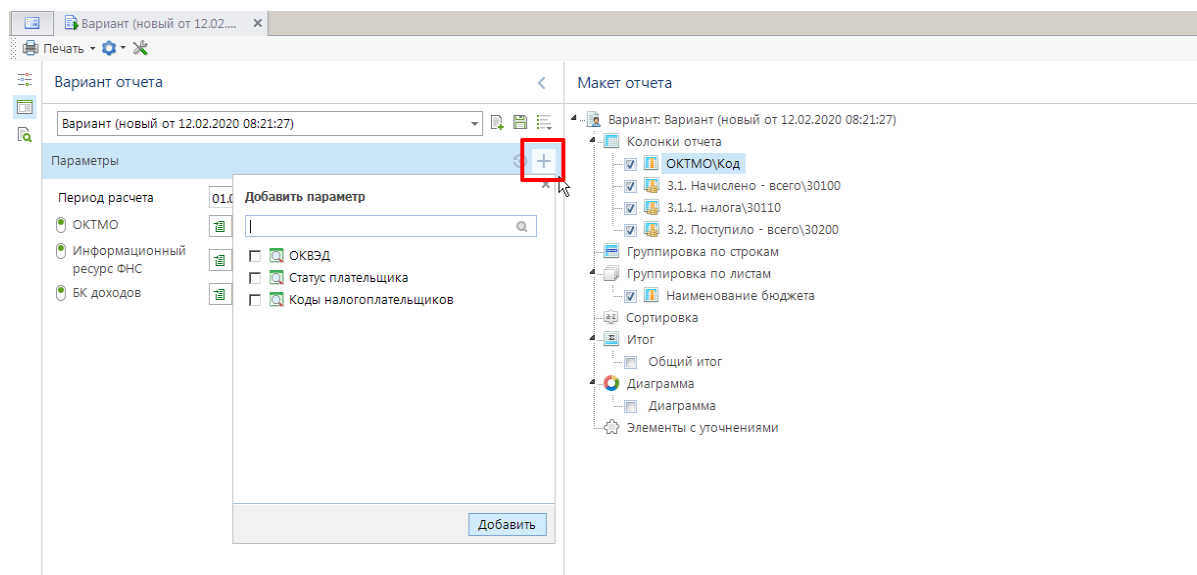 Вариант (новый от 12.02....
Печать
Вариант отчета
Вариант (новый от 12.02.2020 08:21:27)
Параметры
Период расчета
01.0
ОКТМО
Информационный
ресурс ФНС
БК доходов
Добавить параметр
ОКВЭД
Статус плательщика
Коды налогоплательщиков
Добавить
Макет отчета
Вариант: Вариант (новый от 12.02.2020 08:21:27)
Колонки отчета
ОКТМО\Код
3.1. Начислено - всего\30100
3.1.1. налога\30110
3.2. Поступило - всего\30200
Группировка по строкам
Группировка по листам
Наименование бюджета
Сортировка
Итог
Общий итог
Диаграмма
Диаграмма
Элементы с уточнениями